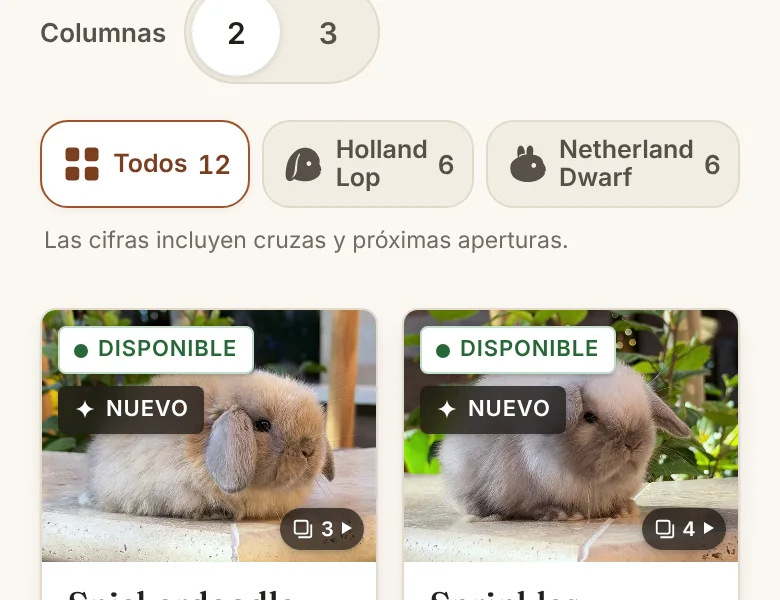 Columnas 2 3
Todos 12
Holland Lop 6
Netherland Dwarf 6
Las cifras incluyen cruzas y próximas aperturas.
DISPONIBLE
NUEVO
3
DISPONIBLE
NUEVO
4